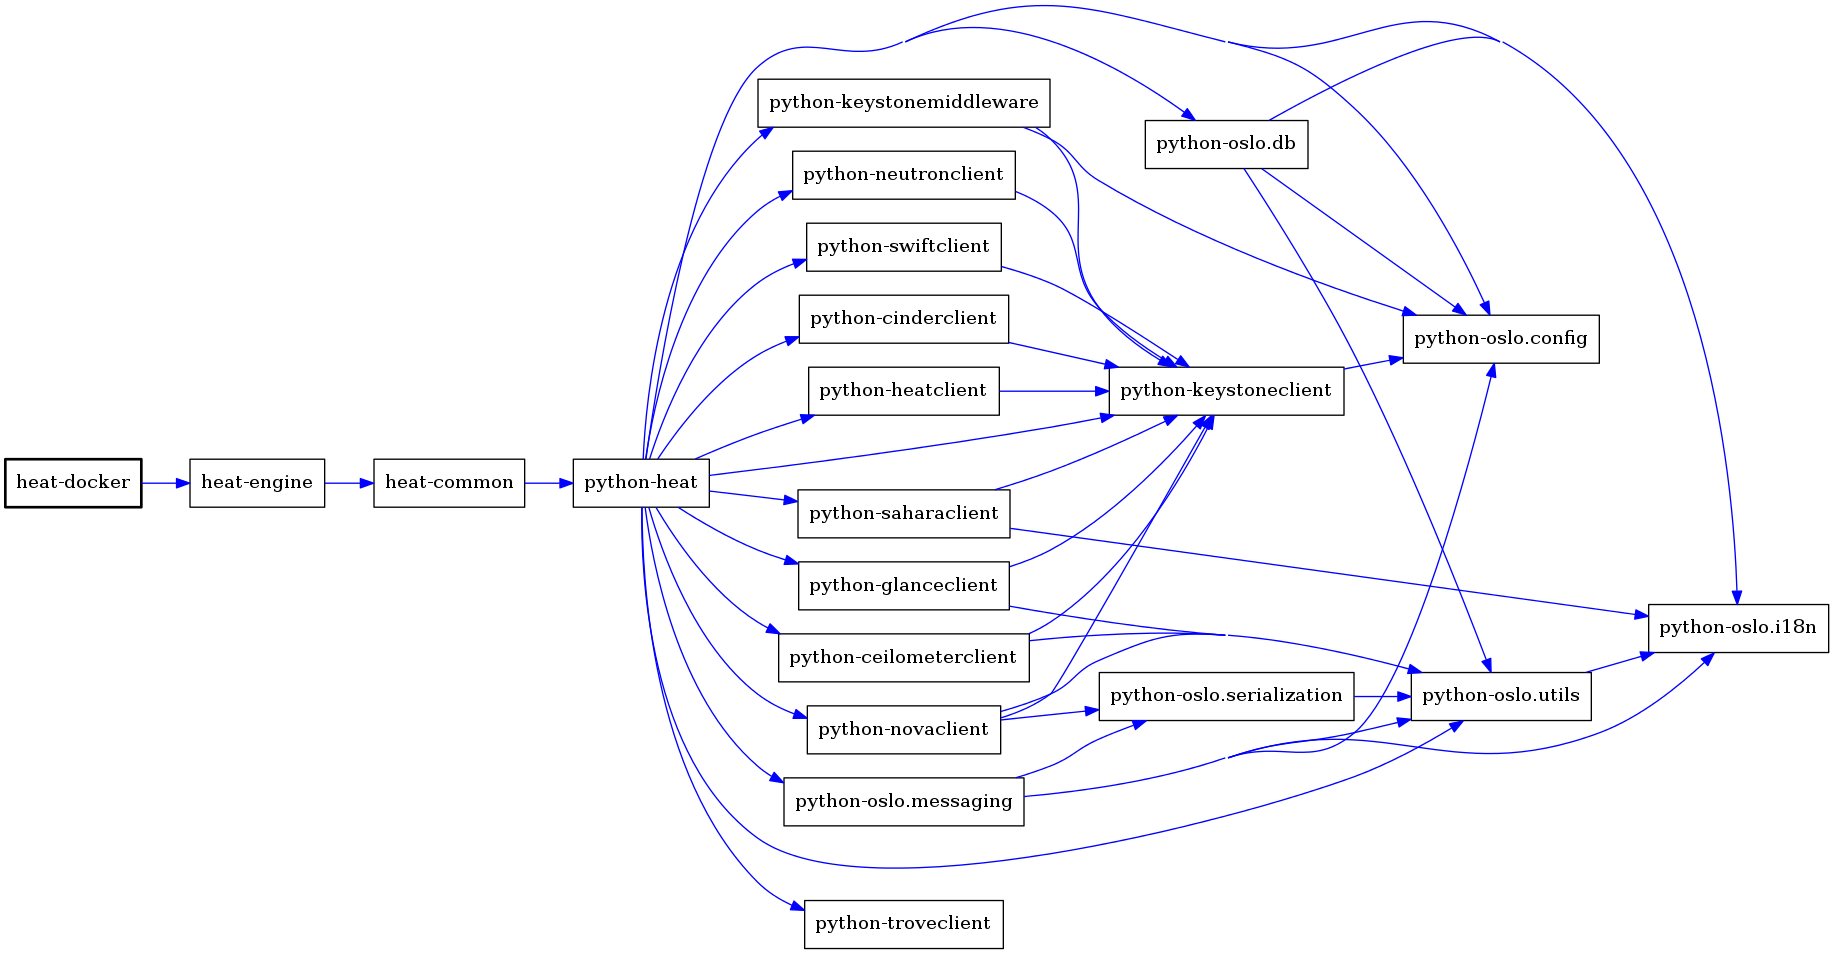 python-keystonemiddleware
python-oslo.db
python-neutronclient
python-swiftclient
python-cinderclient
python-oslo.config
python-heatclient
python-keystoneclient
heat-docker
heat-engine
heat-common
python-heat
python-saharaclient
python-glanceclient
python-oslo.i18n
python-ceilometerclient
python-oslo.serialization
python-oslo.utils
python-novaclient
python-oslo.messaging
python-troveclient